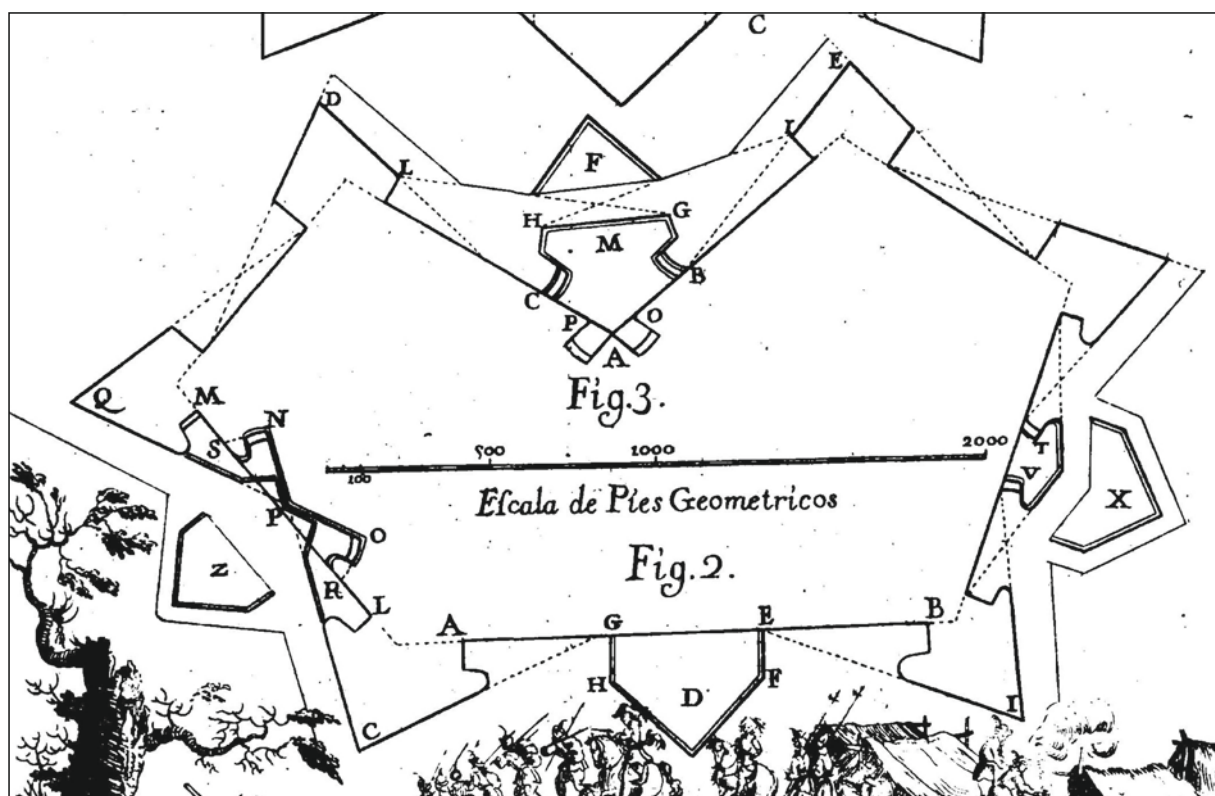 C
E
D
I
L
F
H
G
M
B
C
P
O
A
Q
M
N
S
Fig.3.
500
1000
2000
100
T
V
X
Eſcala de Pies Geometricos
P
O
Z
R
Fig.2.
L
A
G
E
B
H
D
F
C
I